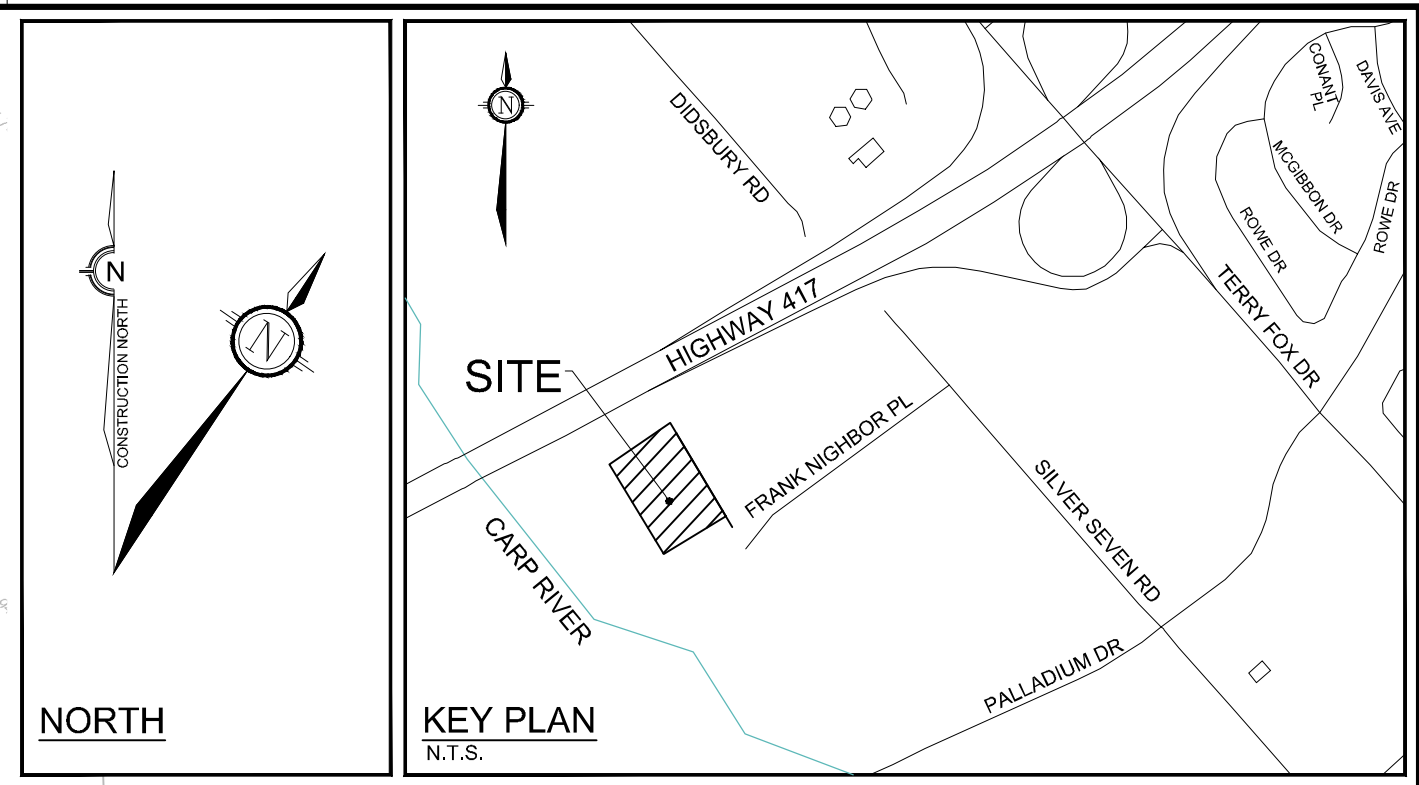 N
CONSTRUCTION NORTH
N
NORTH
N
DIDSBURY RD
CONANT
PL
DAVIS AVE
MCGIBBON DR
ROWE DR
ROWE DR
TERRY FOX DR
HIGHWAY 417
SITE
FRANK NIGHBOR PL
SILVER SEVEN RD
CARP RIVER
PALLADIUM DR
KEY PLAN
N.T.S.